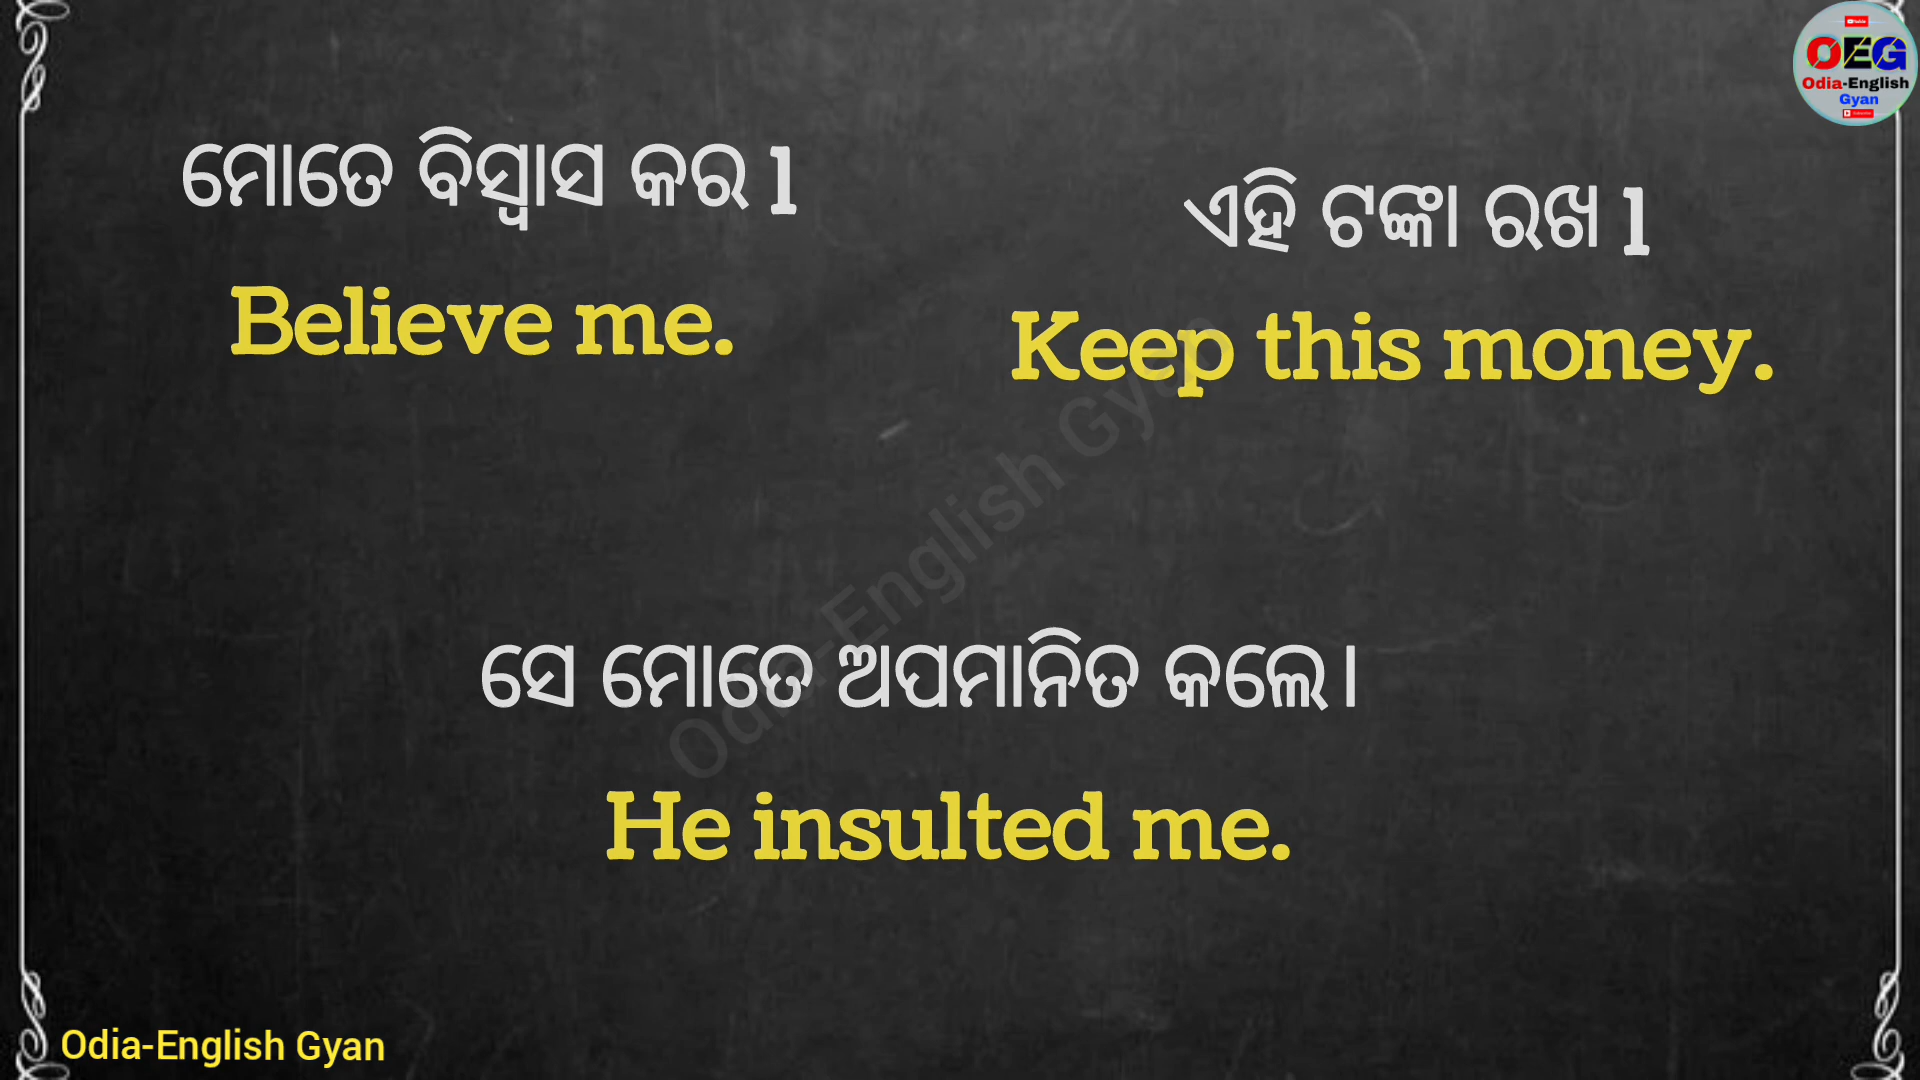 OEG
Odia-English
Gyan
ମୋତେ ବିସ୍ୱାସ କର l
Believe me.
ଏହି ଟଙ୍କା ରଖ l
Keep this money.
Odia-English Gyan
ସେ ମୋତେ ଅପମାନିତ କଲେ।
He insulted me.
Odia-English Gyan